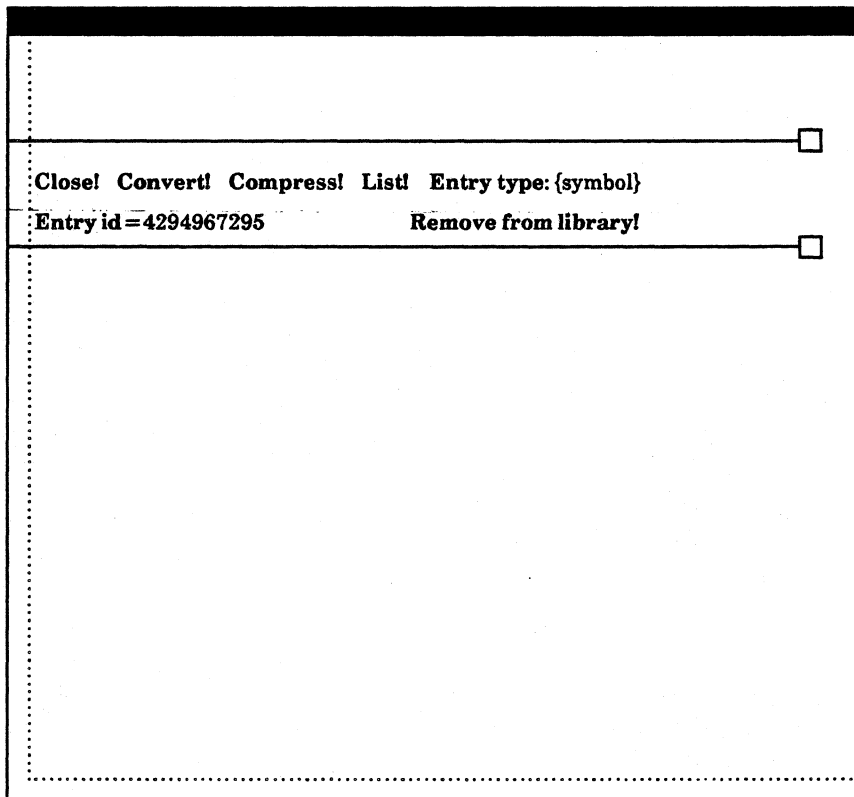 Close! Convert! Compress! List! Entry type: {symbol}
Entry id=4294967295 Remove from library!